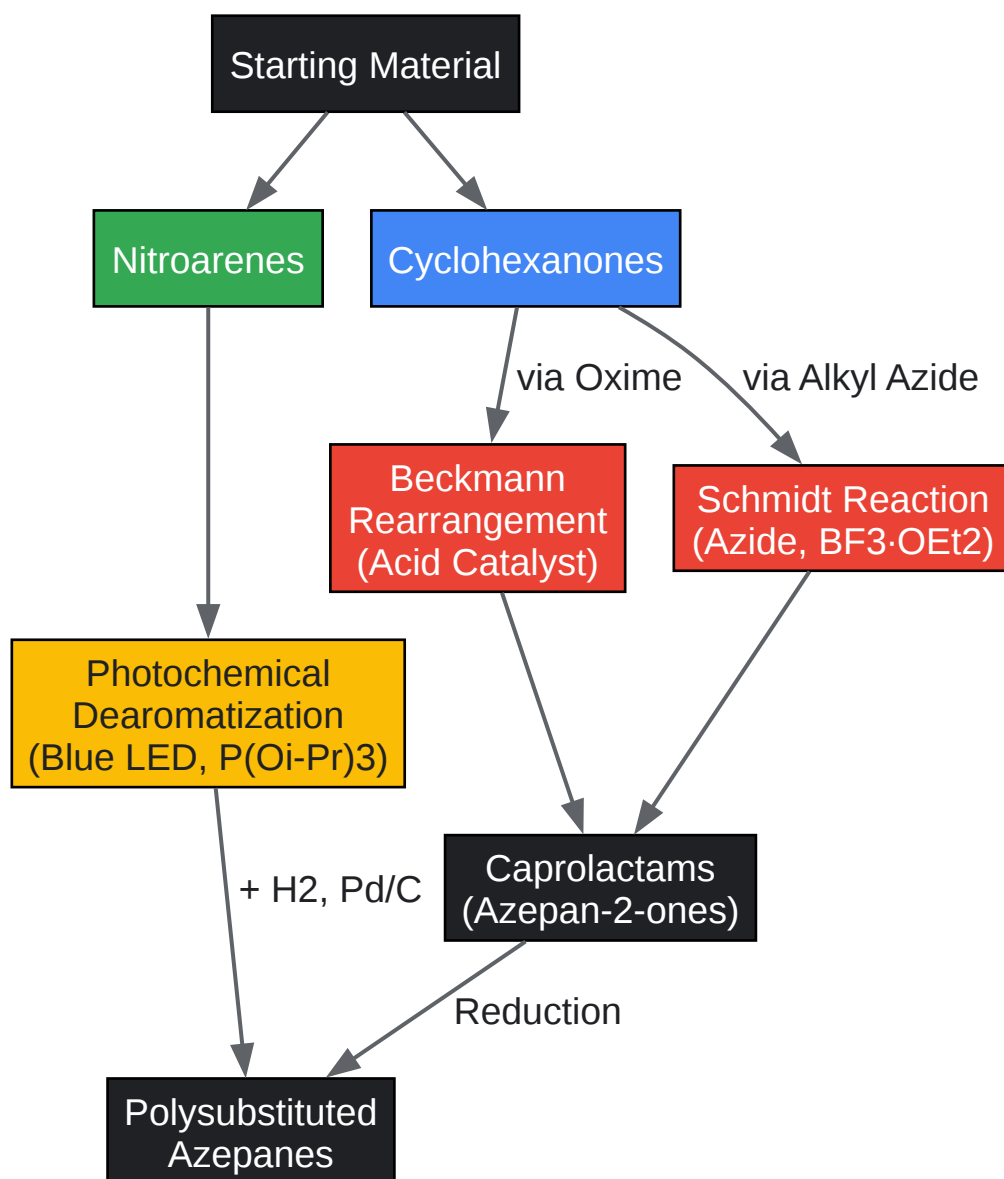 Starting Material
Nitroarenes
Cyclohexanones
via Oxime
via Alkyl Azide
Beckmann
Rearrangement
(Acid Catalyst)
Schmidt Reaction
(Azide, BF3·OEt2)
Photochemical
Dearomatization
(Blue LED, P(Oi-Pr)3)
Caprolactams
(Azepan-2-ones)
+ H2, Pd/C
Reduction
Polysubstituted
Azepanes